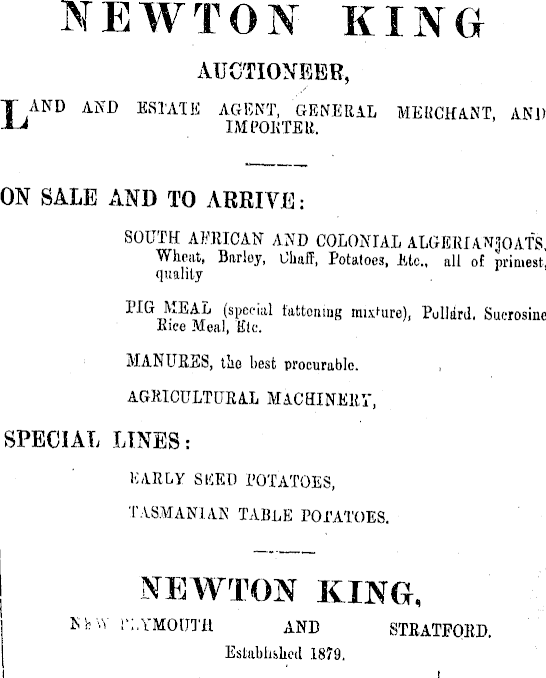 NEWTON KING
AUCTIONEER,
LAND AND ESTATE AGENT, GENERAL MERCHANT, AND
IMPORTER.
ON SALE AND TO ARRIVE:
SOUTH AFRICAN AND COLONIAL ALGERIAN OATS,
Wheat, Barley, Chaff, Potatoes, Etc., all of primest,
quality
PIG MEAL (special fattening mixture), Pollard, Sucrosine
Rice Meal, Etc.
MANURES, the best procurable.
AGRICULTURAL MACHINERY,
SPECIAL LINES:
EARLY SEED POTATOES,
TASMANIAN TABLE POTATOES.
NEWTON KING,
NEW PLYMOUTH AND STRATFORD.
Established 1879.